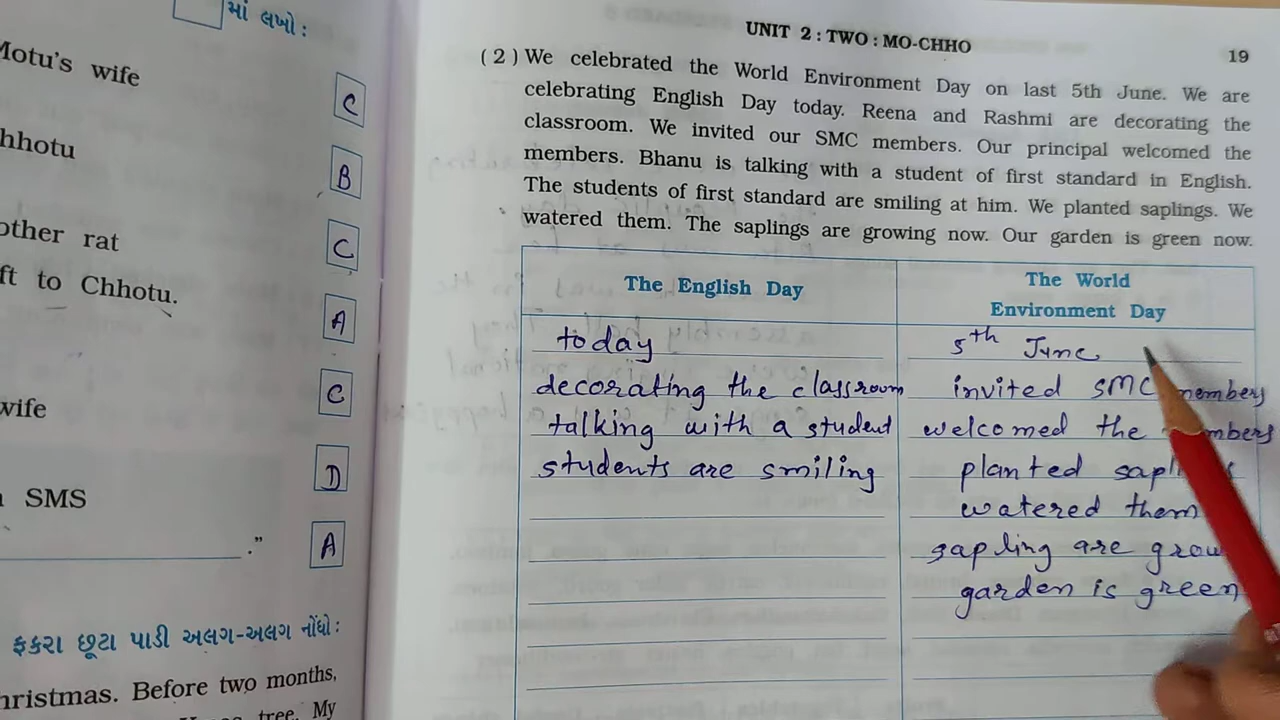 માં લખો :
Motu's wife
C
hhotu
B
other rat
C
ft to Chhotu.
A
C
wife
D
SMS
."
A
ફકરા છૂટા પાડી અલગ-અલગ નોંધો :
hristmas. Before two months,
tree. My
UNIT 2 : TWO : MO-CHHO
19
( 2 ) We celebrated the World Environment Day on last 5th June. We are
celebrating English Day today. Reena and Rashmi are decorating the
classroom. We invited our SMC members. Our principal welcomed the
members. Bhanu is talking with a student of first standard in English.
The students of first standard are smiling at him. We planted saplings. We
watered them. The saplings are growing now. Our garden is green now.
The English Day
The World
Environment Day
today
5th June
decorating the classroom
invited SMC members
talking with a student
welcomed the mbers
students are smiling
planted sapl s
watered them
sapling are grow
garden is green